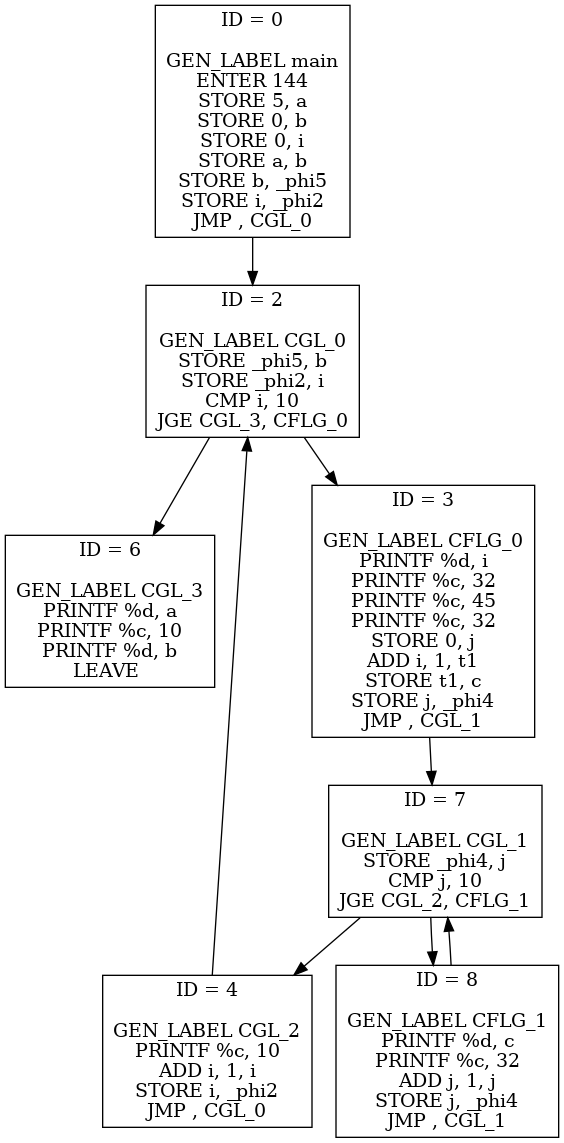 ID = 0
GEN_LABEL main
ENTER 144
STORE 5, a
STORE 0, b
STORE 0, i
STORE a, b
STORE b, _phi5
STORE i, _phi2
JMP , CGL_0
ID = 2
GEN_LABEL CGL_0
STORE _phi5, b
STORE _phi2, i
CMP i, 10
JGE CGL_3, CFLG_0
ID = 6
GEN_LABEL CGL_3
PRINTF %d, a
PRINTF %c, 10
PRINTF %d, b
LEAVE
ID = 3
GEN_LABEL CFLG_0
PRINTF %d, i
PRINTF %c, 32
PRINTF %c, 45
PRINTF %c, 32
STORE 0, j
ADD i, 1, t1
STORE t1, c
STORE j, _phi4
JMP , CGL_1
ID = 7
GEN_LABEL CGL_1
STORE _phi4, j
CMP j, 10
JGE CGL_2, CFLG_1
ID = 4
GEN_LABEL CGL_2
PRINTF %c, 10
ADD i, 1, i
STORE i, _phi2
JMP , CGL_0
ID = 8
GEN_LABEL CFLG_1
PRINTF %d, c
PRINTF %c, 32
ADD j, 1, j
STORE j, _phi4
JMP , CGL_1